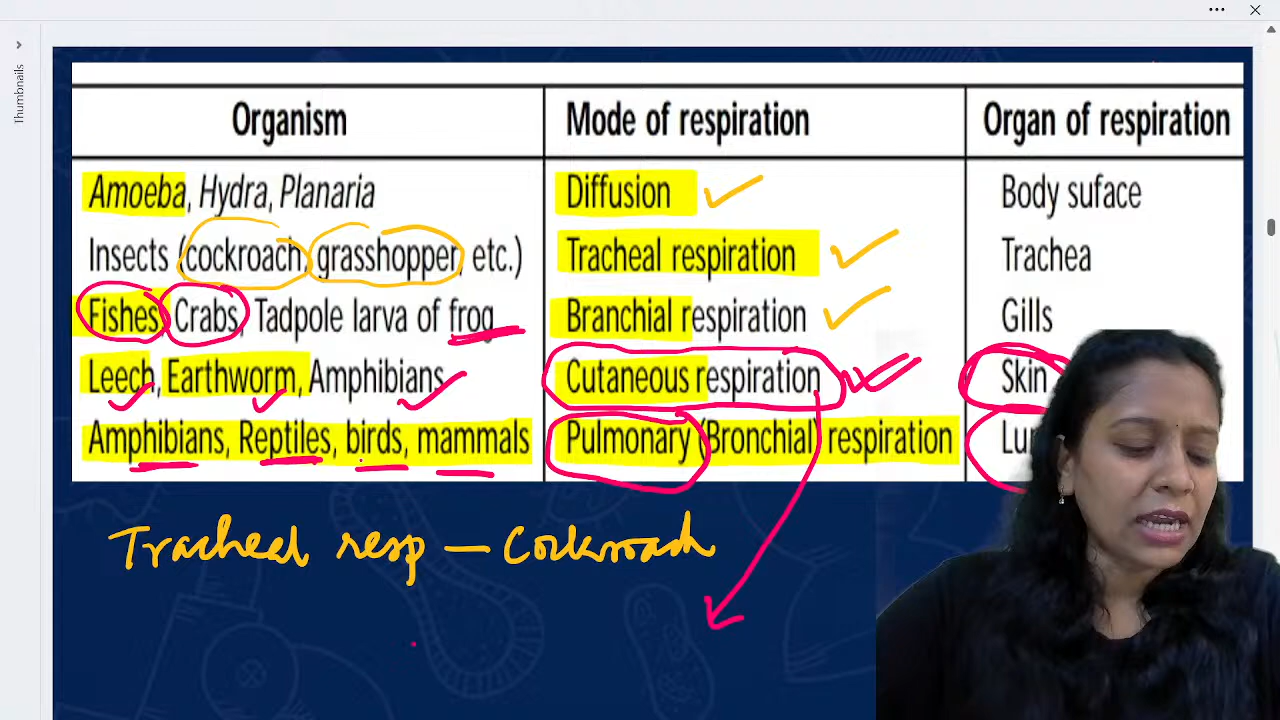 Thumbnails
Organism Mode of respiration Organ of respiration
Amoeba, Hydra, Planaria Diffusion Body suface
Insects (cockroach, grasshopper, etc.) Tracheal respiration Trachea
Fishes, Crabs, Tadpole larva of frog Branchial respiration Gills
Leech, Earthworm, Amphibians Cutaneous respiration Skin
Amphibians, Reptiles, birds, mammals Pulmonary (Bronchial) respiration
Tracheal resp – Cockroach